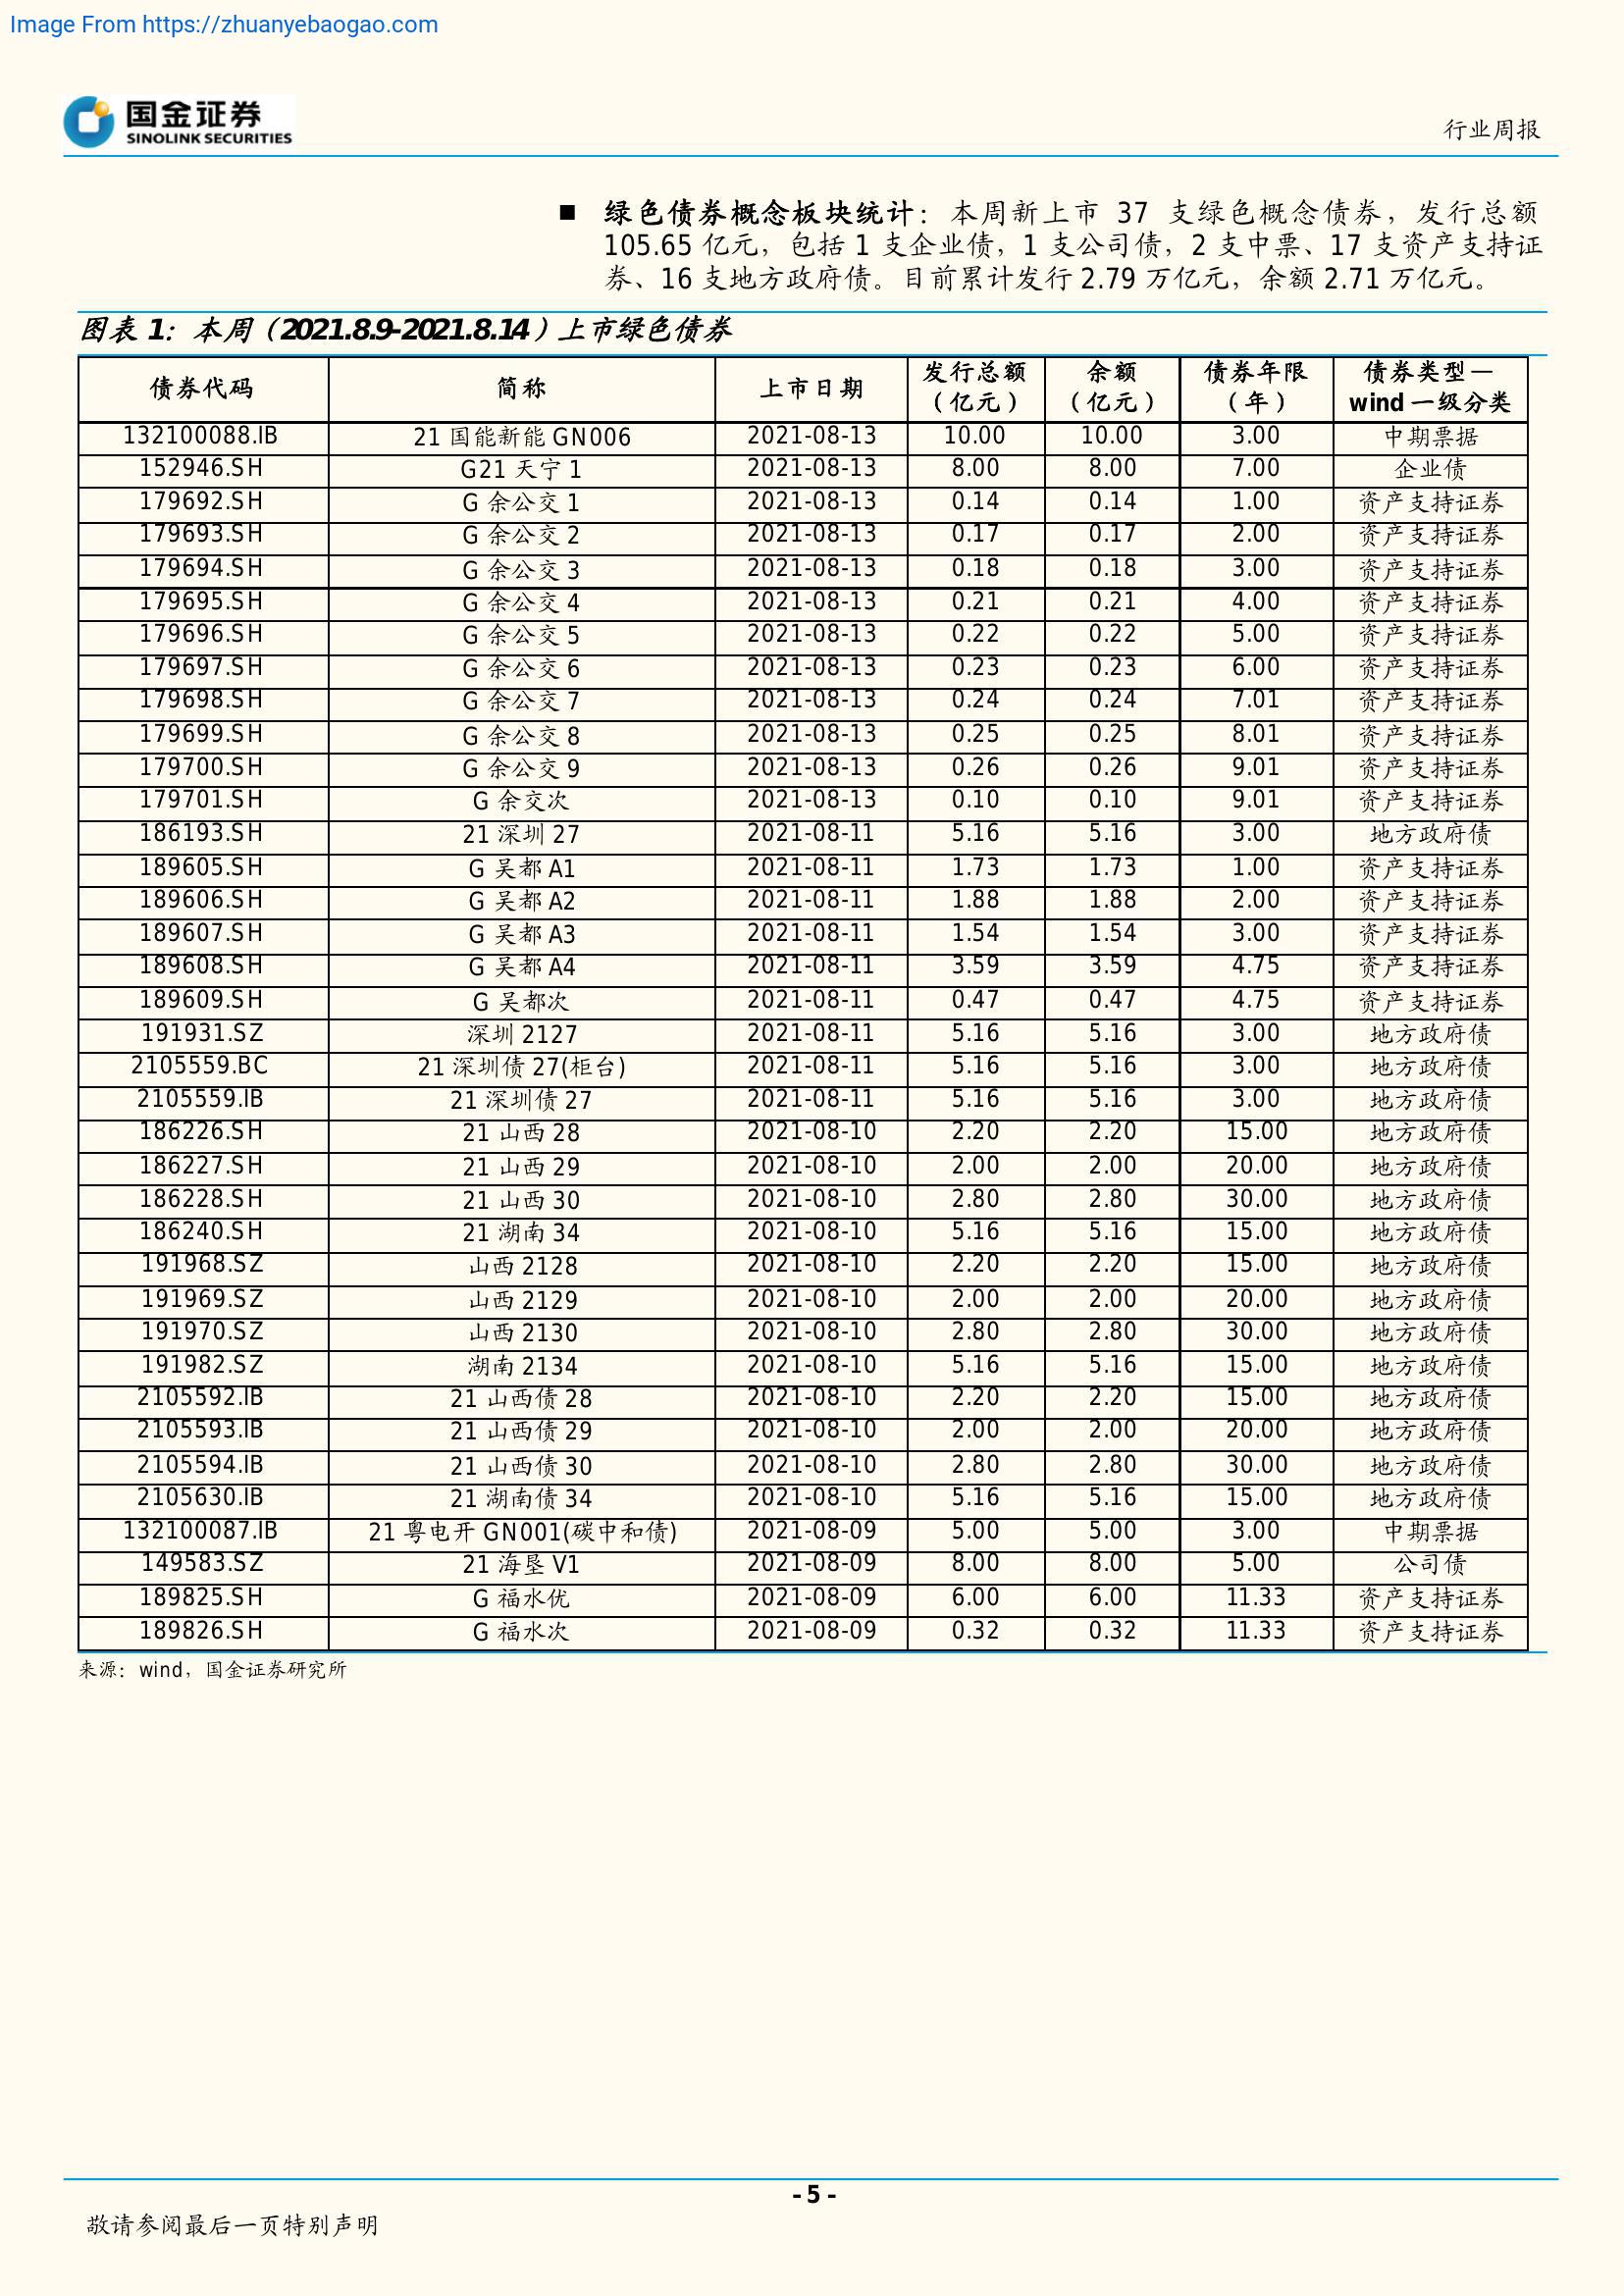 Image From https://zhuanyebaogao.com
国金证券
SINOLINK SECURITIES
行业周报
■ 绿色债券概念板块统计：本周新上市 37 支绿色概念债券，发行总额
105.65 亿元，包括 1 支企业债，1 支公司债，2 支中票、17 支资产支持证
券、16 支地方政府债。目前累计发行 2.79 万亿元，余额 2.71 万亿元。
图表 1：本周（2021.8.9-2021.8.14）上市绿色债券
债券代码 简称 上市日期 发行总额（亿元） 余额（亿元） 债券年限（年） 债券类型—wind 一级分类
132100088.IB 21 国能新能 GN006 2021-08-13 10.00 10.00 3.00 中期票据
152946.SH G21 天宁 1 2021-08-13 8.00 8.00 7.00 企业债
179692.SH G 余公交 1 2021-08-13 0.14 0.14 1.00 资产支持证券
179693.SH G 余公交 2 2021-08-13 0.17 0.17 2.00 资产支持证券
179694.SH G 余公交 3 2021-08-13 0.18 0.18 3.00 资产支持证券
179695.SH G 余公交 4 2021-08-13 0.21 0.21 4.00 资产支持证券
179696.SH G 余公交 5 2021-08-13 0.22 0.22 5.00 资产支持证券
179697.SH G 余公交 6 2021-08-13 0.23 0.23 6.00 资产支持证券
179698.SH G 余公交 7 2021-08-13 0.24 0.24 7.01 资产支持证券
179699.SH G 余公交 8 2021-08-13 0.25 0.25 8.01 资产支持证券
179700.SH G 余公交 9 2021-08-13 0.26 0.26 9.01 资产支持证券
179701.SH G 余交次 2021-08-13 0.10 0.10 9.01 资产支持证券
186193.SH 21 深圳 27 2021-08-11 5.16 5.16 3.00 地方政府债
189605.SH G 吴都 A1 2021-08-11 1.73 1.73 1.00 资产支持证券
189606.SH G 吴都 A2 2021-08-11 1.88 1.88 2.00 资产支持证券
189607.SH G 吴都 A3 2021-08-11 1.54 1.54 3.00 资产支持证券
189608.SH G 吴都 A4 2021-08-11 3.59 3.59 4.75 资产支持证券
189609.SH G 吴都次 2021-08-11 0.47 0.47 4.75 资产支持证券
191931.SZ 深圳 2127 2021-08-11 5.16 5.16 3.00 地方政府债
2105559.BC 21 深圳债 27(柜台) 2021-08-11 5.16 5.16 3.00 地方政府债
2105559.IB 21 深圳债 27 2021-08-11 5.16 5.16 3.00 地方政府债
186226.SH 21 山西 28 2021-08-10 2.20 2.20 15.00 地方政府债
186227.SH 21 山西 29 2021-08-10 2.00 2.00 20.00 地方政府债
186228.SH 21 山西 30 2021-08-10 2.80 2.80 30.00 地方政府债
186240.SH 21 湖南 34 2021-08-10 5.16 5.16 15.00 地方政府债
191968.SZ 山西 2128 2021-08-10 2.20 2.20 15.00 地方政府债
191969.SZ 山西 2129 2021-08-10 2.00 2.00 20.00 地方政府债
191970.SZ 山西 2130 2021-08-10 2.80 2.80 30.00 地方政府债
191982.SZ 湖南 2134 2021-08-10 5.16 5.16 15.00 地方政府债
2105592.IB 21 山西债 28 2021-08-10 2.20 2.20 15.00 地方政府债
2105593.IB 21 山西债 29 2021-08-10 2.00 2.00 20.00 地方政府债
2105594.IB 21 山西债 30 2021-08-10 2.80 2.80 30.00 地方政府债
2105630.IB 21 湖南债 34 2021-08-10 5.16 5.16 15.00 地方政府债
132100087.IB 21 粤电开 GN001(碳中和债) 2021-08-09 5.00 5.00 3.00 中期票据
149583.SZ 21 海垦 V1 2021-08-09 8.00 8.00 5.00 公司债
189825.SH G 福水优 2021-08-09 6.00 6.00 11.33 资产支持证券
189826.SH G 福水次 2021-08-09 0.32 0.32 11.33 资产支持证券
来源：wind，国金证券研究所
- 5 -
敬请参阅最后一页特别声明